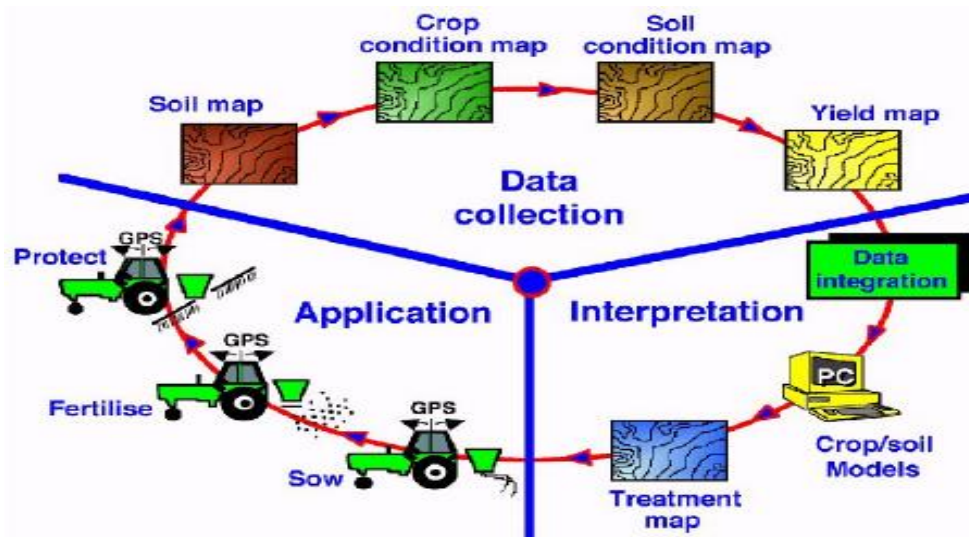 Crop
condition map
Soil
condition map
Soil map
Yield map
Data
collection
GPS
Protect
Data
integration
Application
Interpretation
GPS
PC
Fertilise
GPS
Crop/soil
Models
Sow
Treatment
map